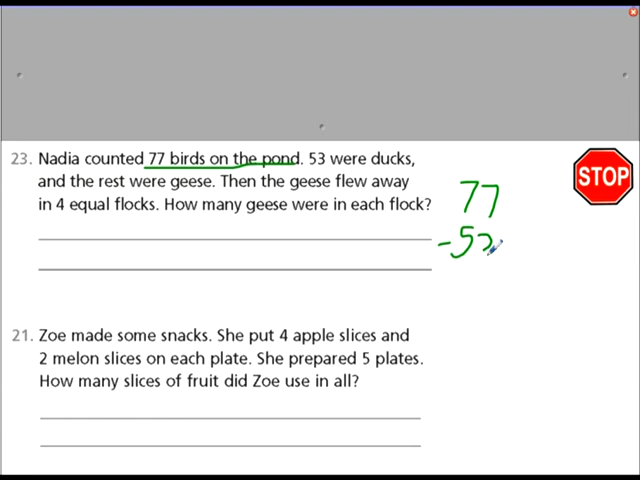 23. Nadia counted 77 birds on the pond. 53 were ducks,
and the rest were geese. Then the geese flew away
in 4 equal flocks. How many geese were in each flock?
STOP
77
-53
21. Zoe made some snacks. She put 4 apple slices and
2 melon slices on each plate. She prepared 5 plates.
How many slices of fruit did Zoe use in all?